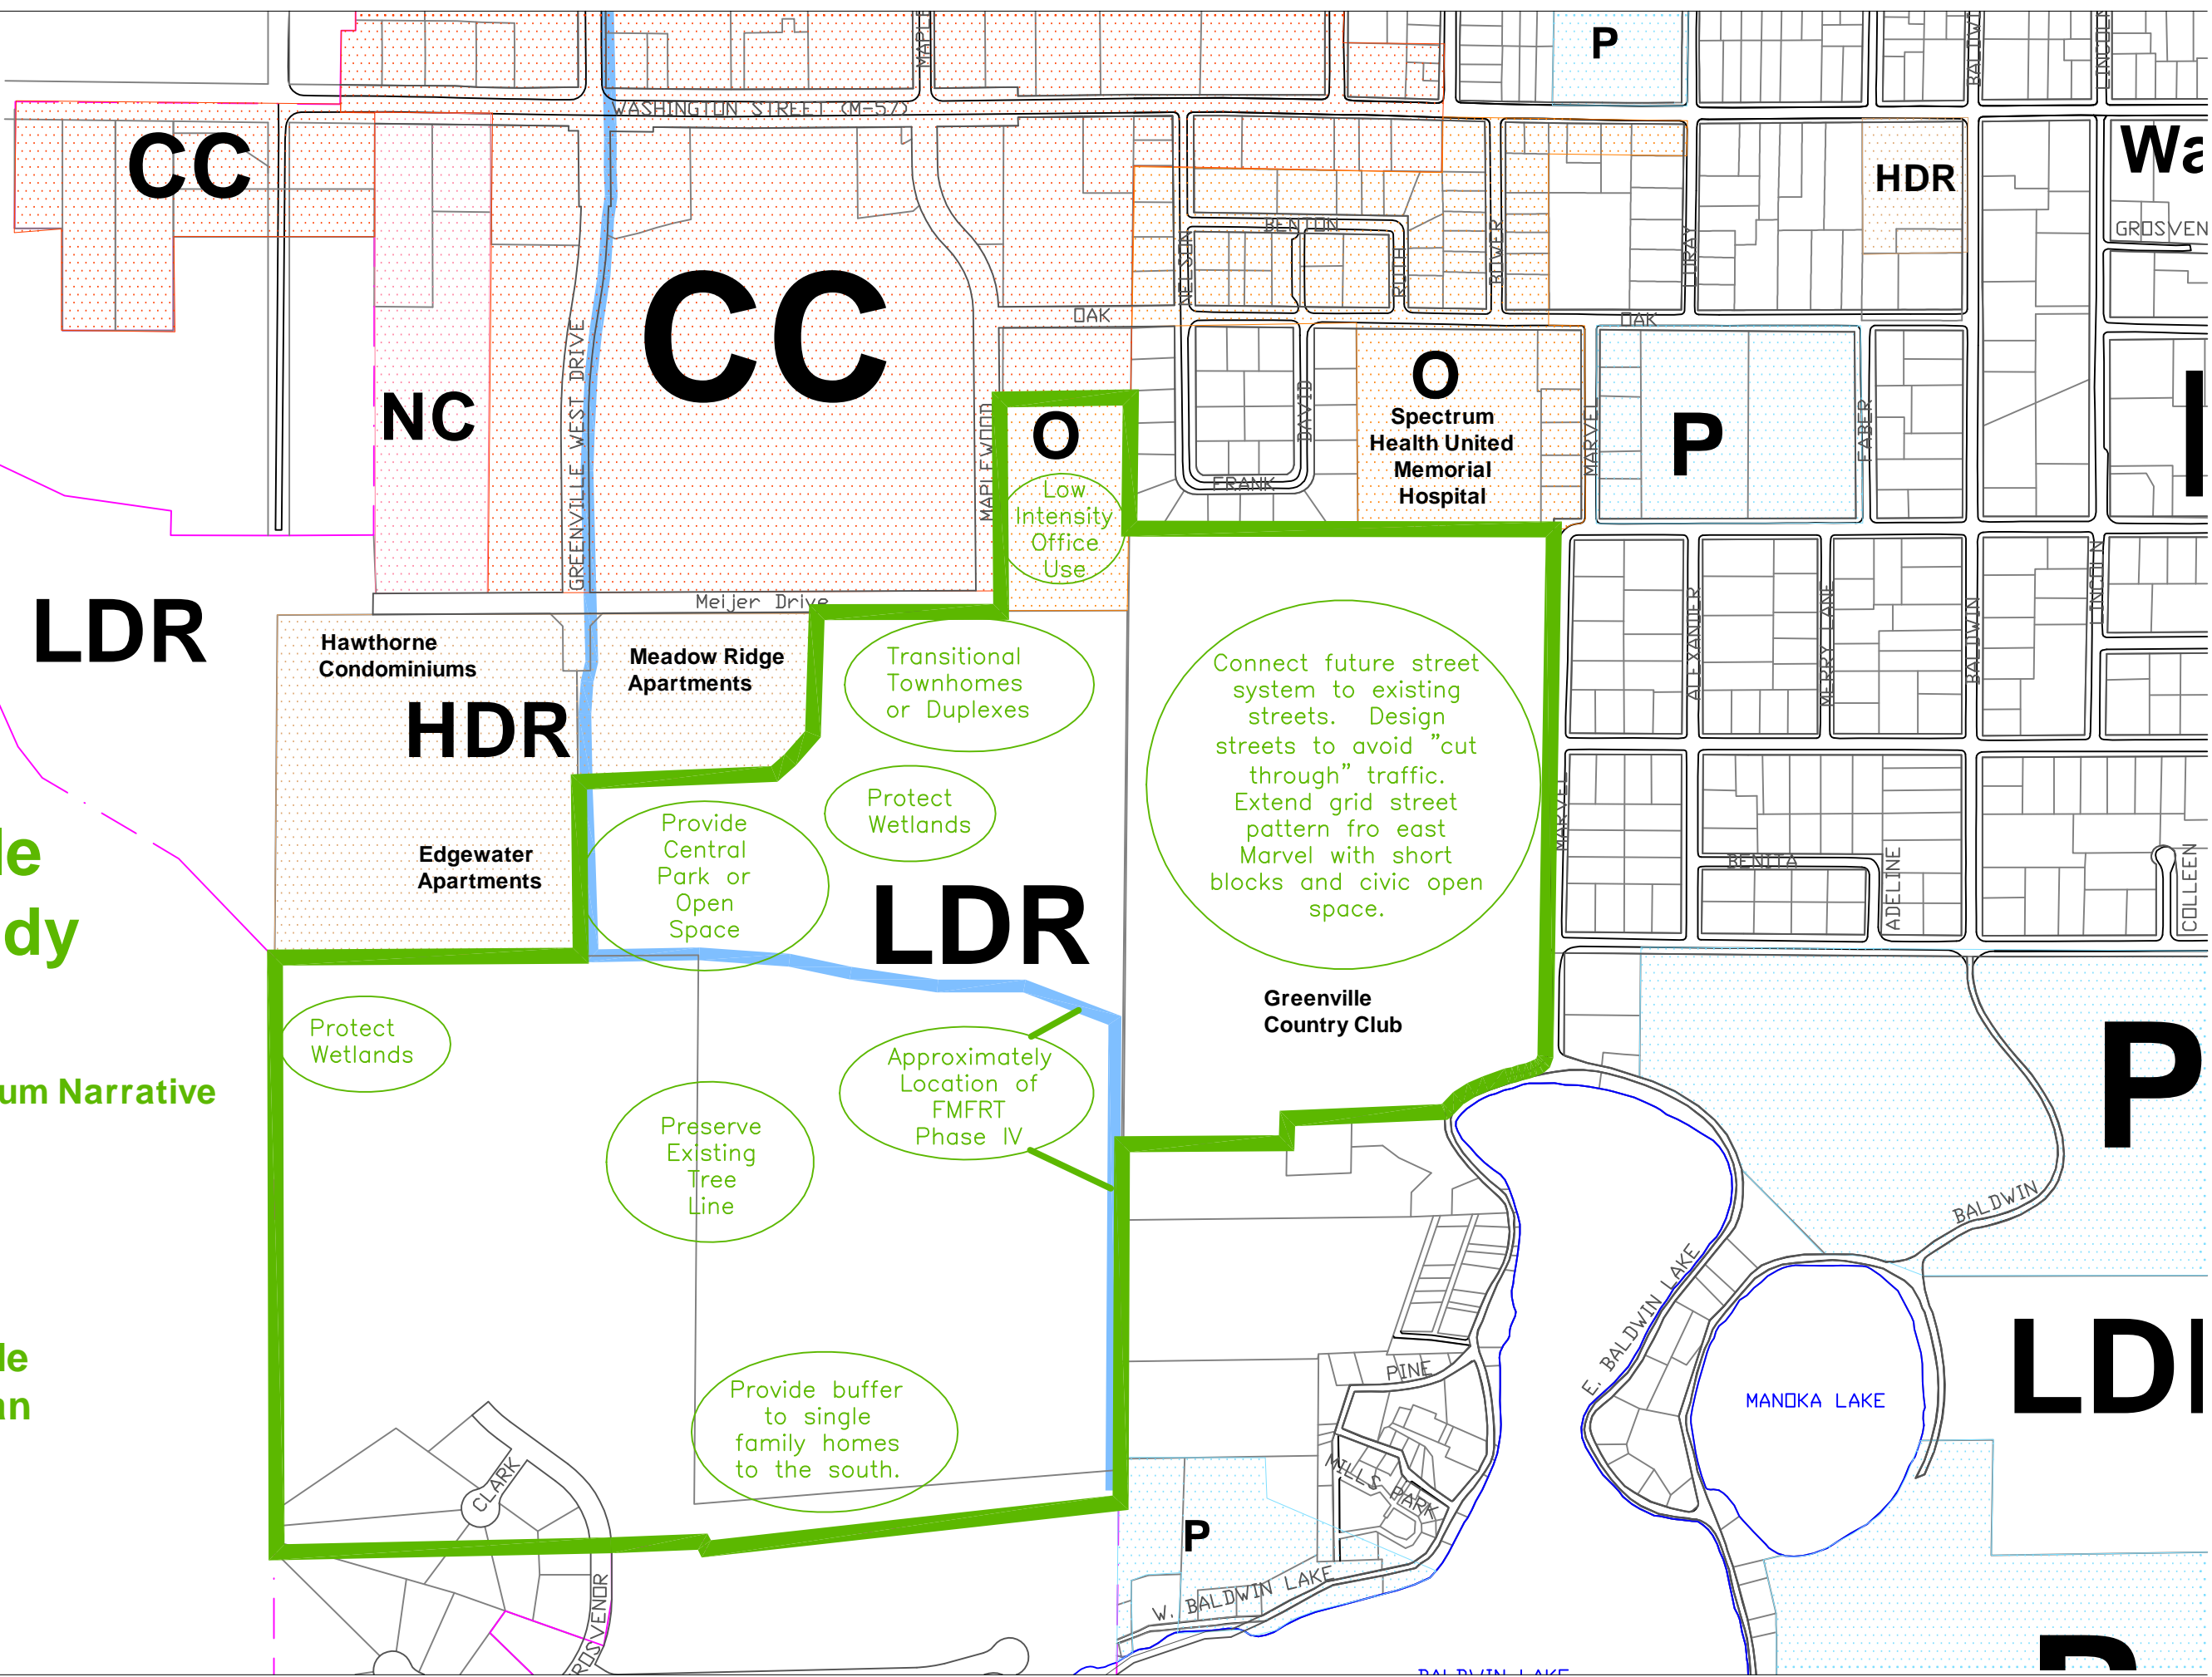 P
WASHINGTON STREET (M-57)
CC
HDR
GROSVEN
BENTON
NELSON
RUTH
BOWER
LURAY
CC
OAK
OAK
NC
GREENVILLE WEST DRIVE
MAPLEWOOD
O
Low
Intensity
Office
Use
DAVID
FRANK
O
Spectrum
Health United
Memorial
Hospital
MARVEL
P
FABER
LDR
Meijer Drive
Hawthorne
Condominiums
Meadow Ridge
Apartments
HDR
Edgewater
Apartments
Transitional
Townhomes
or Duplexes
Protect
Wetlands
Provide
Central
Park or
Open
Space
LDR
Connect future street
system to existing
streets. Design
streets to avoid "cut
through" traffic.
Extend grid street
pattern fro east
Marvel with short
blocks and civic open
space.
Greenville
Country Club
ALEXANDER
MERRY LANE
BALDWIN
LINCOLN
MARVEL
BENITA
ADELINE
COLLEEN
le
dy
um Narrative
le
an
Protect
Wetlands
Approximately
Location of
FMFRT
Phase IV
Preserve
Existing
Tree
Line
Provide buffer
to single
family homes
to the south.
P
BALDWIN
E. BALDWIN LAKE
MANOKA LAKE
PINE
MILLS PARK
CLARK
P
W. BALDWIN LAKE
BALDWIN LAKE